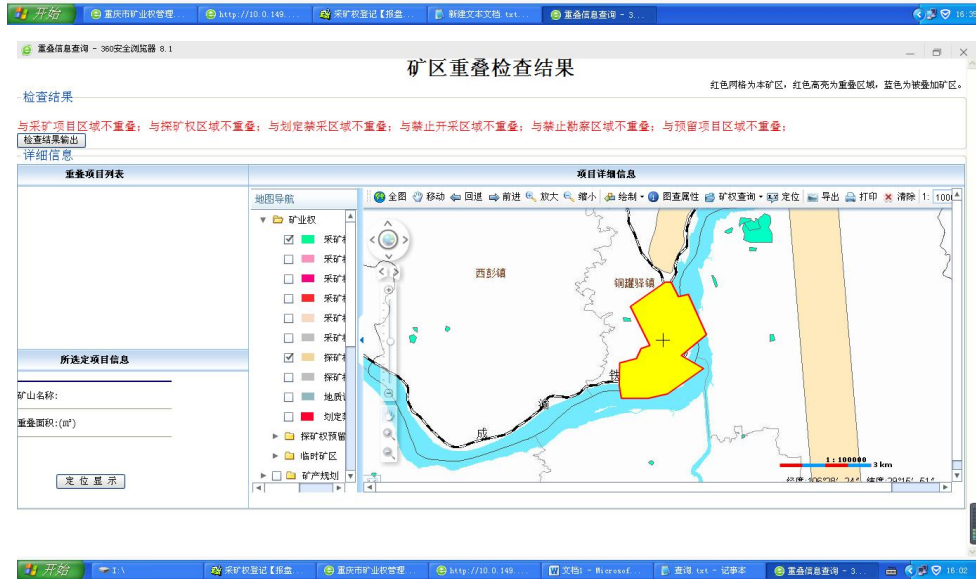 开始
重庆市矿业权管理...
http://10.0.149....
采矿权登记【报盘...
新建文本文档.txt...
重叠信息查询 - 3...
16:39
重叠信息查询 - 360安全浏览器 8.1
矿区重叠检查结果
红色网格为本矿区，红色高亮为重叠区域，蓝色为被叠加矿区。
检查结果
与采矿项目区域不重叠；与探矿权区域不重叠；与划定禁采区域不重叠；与禁止开采区域不重叠；与禁止勘察区域不重叠；与预留项目区域不重叠；
检查结果输出
详细信息
重叠项目列表
项目详细信息
地图导航
全图 移动 回退 前进 放大 缩小 绘制 图查属性 矿权查询 定位 导出 打印 清除 1: 100
矿业权
采矿权
采矿权
采矿权
采矿权
采矿权
采矿权
探矿权
探矿权
地质
划定禁
探矿权预留
临时矿区
矿产规划
西彭镇
铜罐驿镇
成
渝
铁
1:100000
3 km
所选定项目信息
矿山名称:
重叠面积:(m²)
定位显示
开始
I:\
采矿权登记【报盘...
重庆市矿业权管理...
http://10.0.149....
文档1 - Microsof...
查询.txt - 记事本
重叠信息查询 - 3...
16:02